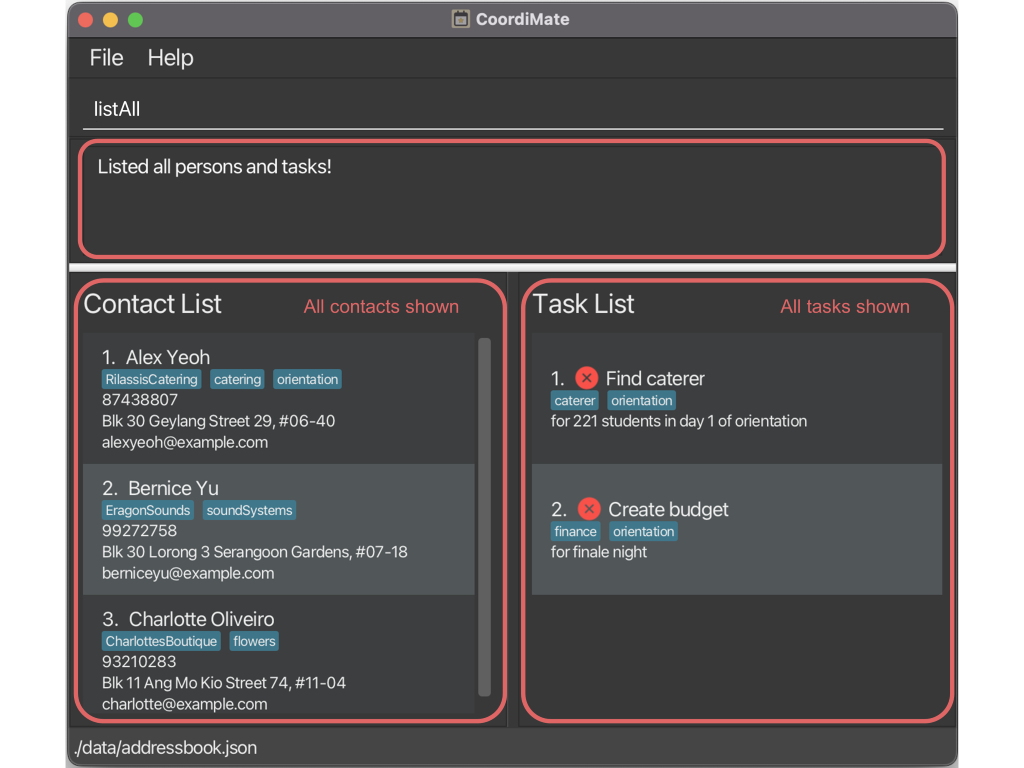 CoordiMate
File Help
listAll
Listed all persons and tasks!
Contact List All contacts shown
1. Alex Yeoh
RilassisCatering catering orientation
87438807
Blk 30 Geylang Street 29, #06-40
alexyeoh@example.com
2. Bernice Yu
EragonSounds soundSystems
99272758
Blk 30 Lorong 3 Serangoon Gardens, #07-18
berniceyu@example.com
3. Charlotte Oliveiro
CharlottesBoutique flowers
93210283
Blk 11 Ang Mo Kio Street 74, #11-04
charlotte@example.com
Task List All tasks shown
1. Find caterer
caterer orientation
for 221 students in day 1 of orientation
2. Create budget
finance orientation
for finale night
./data/addressbook.json